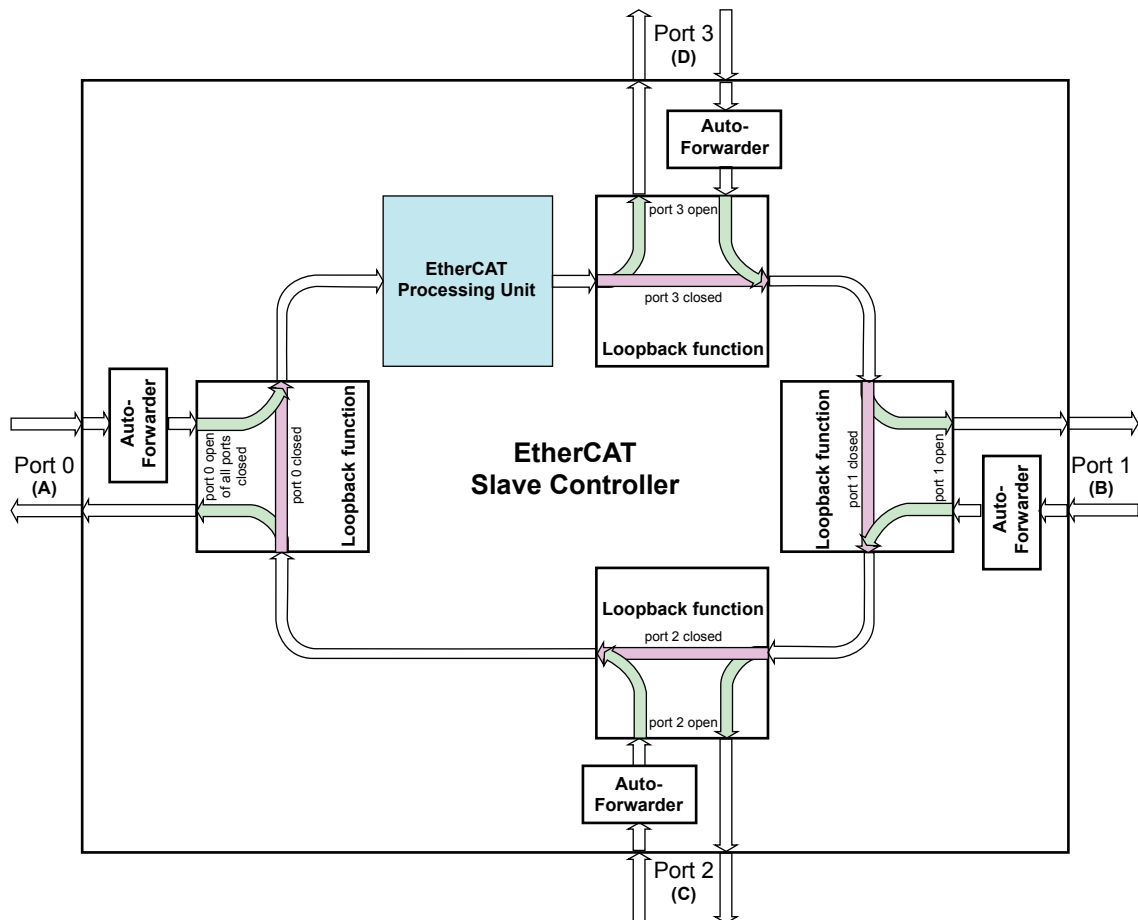 Port 3
(D)
Auto-
Forwarder
port 3 open
EtherCAT
Processing Unit
port 3 closed
Loopback function
Auto-
Forwarder
port 0 open
of all ports
closed
port 0 closed
Loopback function
Port 0
(A)
EtherCAT
Slave Controller
Loopback function
port 1 closed
port 1 open
Auto-
Forwarder
Port 1
(B)
Loopback function
port 2 closed
port 2 open
Auto-
Forwarder
Port 2
(C)